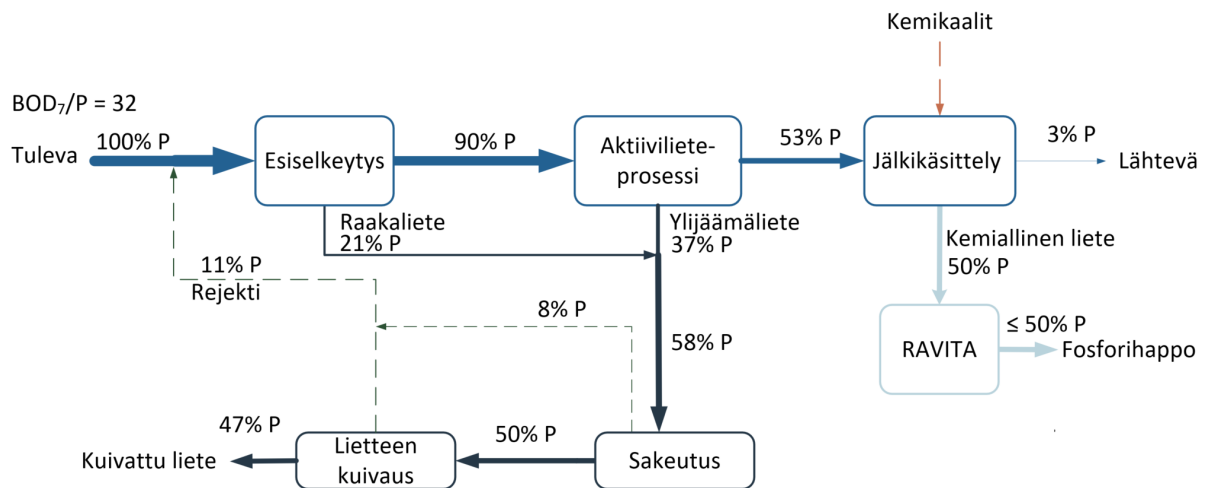 Kemikaalit
BOD₇/P = 32
100% P
Tuleva
Esiselkeytys
90% P
Aktiiviliete-
prosessi
53% P
Jälkikäsittely
3% P
Lähtevä
Raakaliete
21% P
Ylijäämäliete
37% P
Kemiallinen liete
50% P
11% P
Rejekti
8% P
58% P
RAVITA
≤ 50% P
Fosforihappo
47% P
Kuivattu liete
Lietteen
kuivaus
50% P
Sakeutus